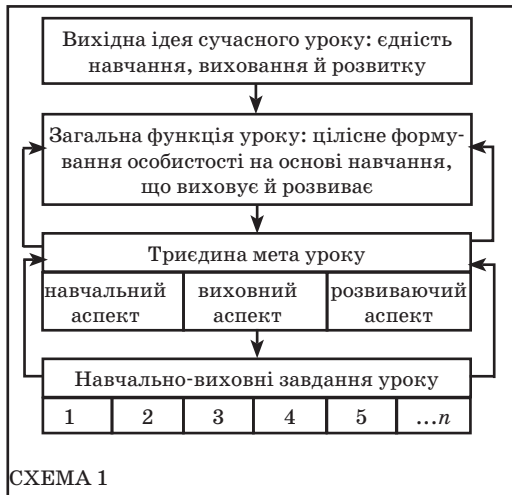 Вихідна ідея сучасного уроку: єдність
навчання, виховання й розвитку
Загальна функція уроку: цілісне форму-
вання особистості на основі навчання,
що виховує й розвиває
Триєдина мета уроку
навчальний
аспект
виховний
аспект
розвиваючий
аспект
Навчально-виховні завдання уроку
1 2 3 4 5 ...n
СХЕМА 1